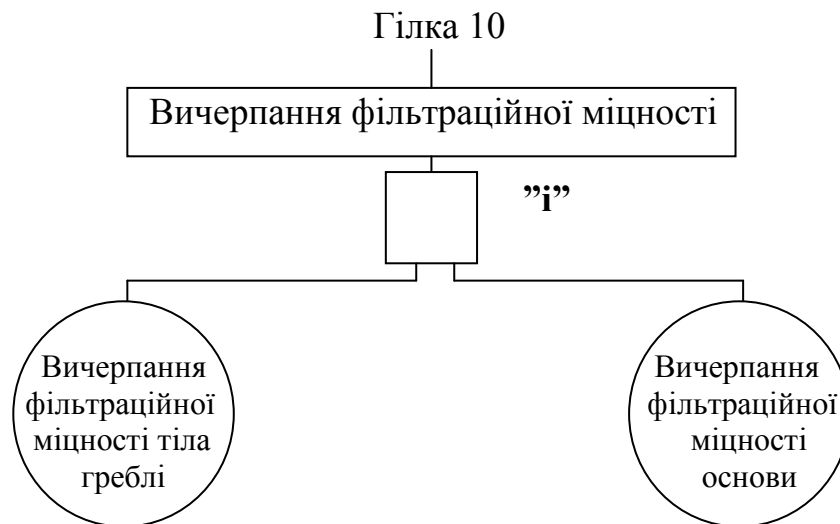 Гілка 10
Вичерпання фільтраційної міцності
”і”
Вичерпання
фільтраційної
міцності тіла
греблі
Вичерпання
фільтраційної
міцності
основи